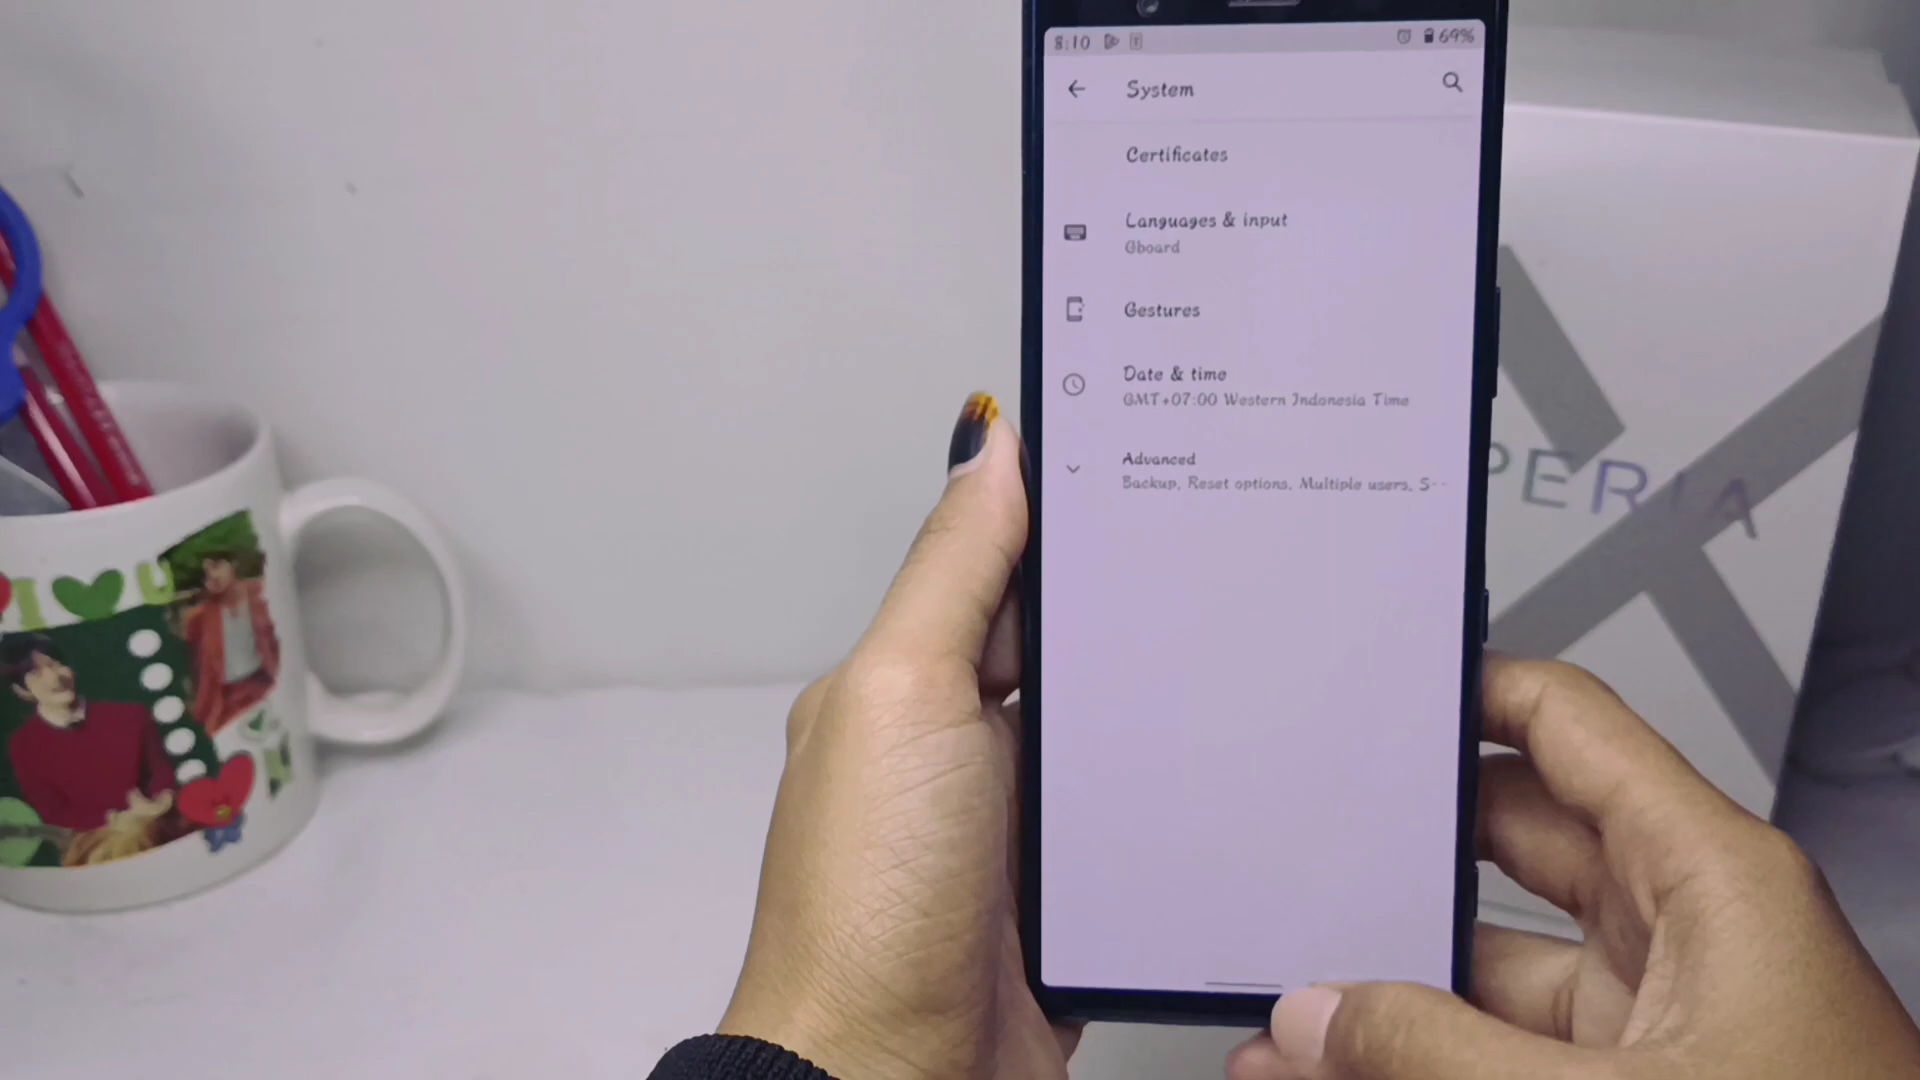 8:10
69%
System
Certificates
Languages & input
Gboard
Gestures
Date & time
GMT+07:00 Western Indonesia Time
Advanced
Backup, Reset options, Multiple users, S--
PERIA
I U